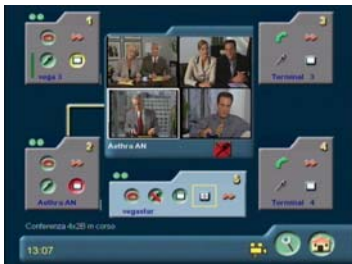 1
3
vega 3
Terminal 3
Aethra AN
2
5
4
Aethra AN
vegastar
Terminal 4
Conferenza 4x2B in corso
13:07